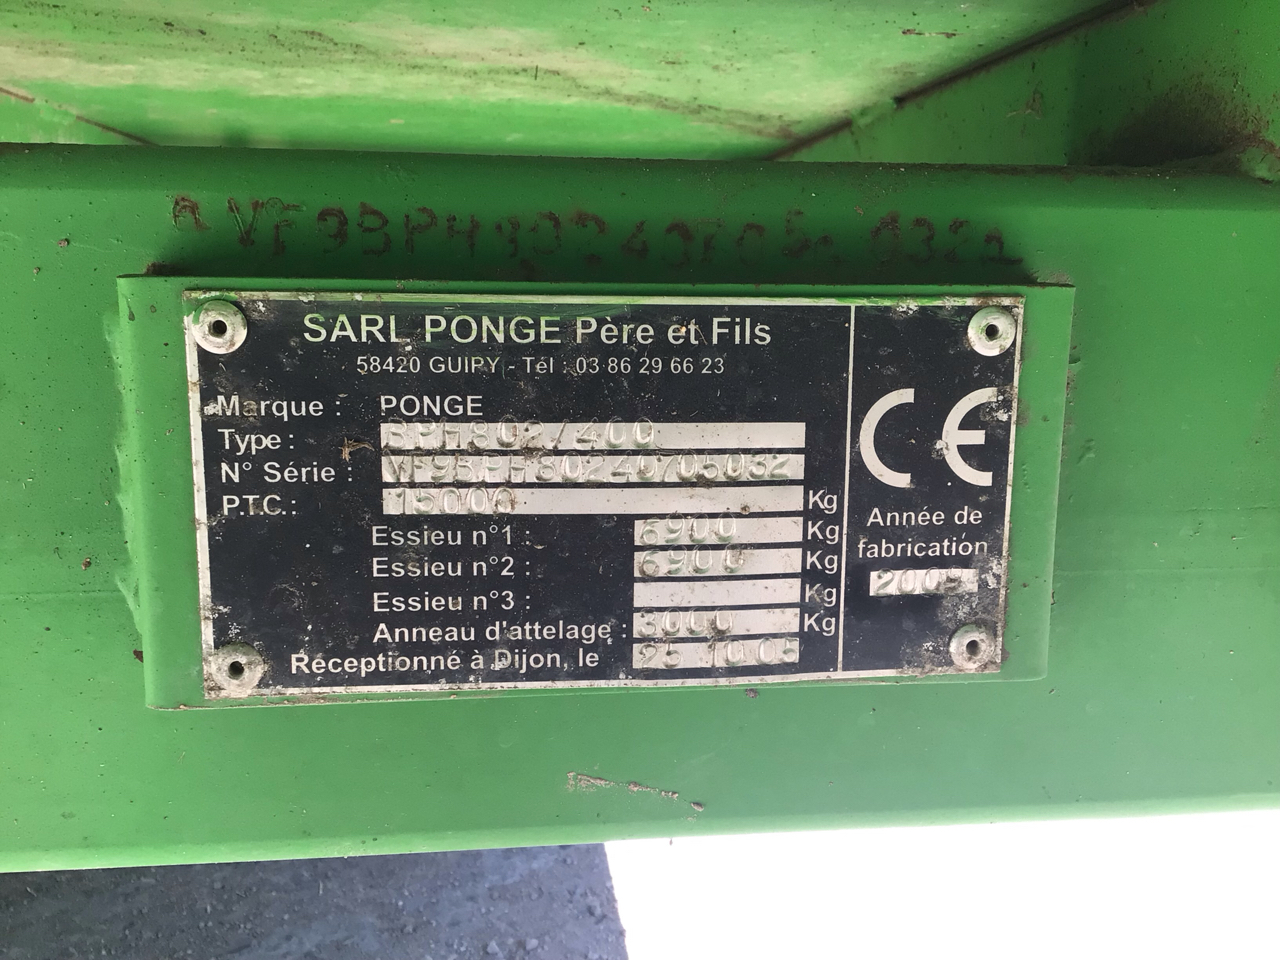 VF9BPH80240705032
SARL PONGE Père et Fils
58420 GUIPY - Tél : 03 86 29 66 23
Marque : PONGE
Type : BPH802/400
N° Série : VF9BPH80240705032
P.T.C. : 15000 Kg
Essieu n°1 : 6900 Kg
Essieu n°2 : 6900 Kg
Essieu n°3 : Kg
Anneau d'attelage : 3000 Kg
Réceptionné à Dijon, le 25 10 05
CE
Année de
fabrication